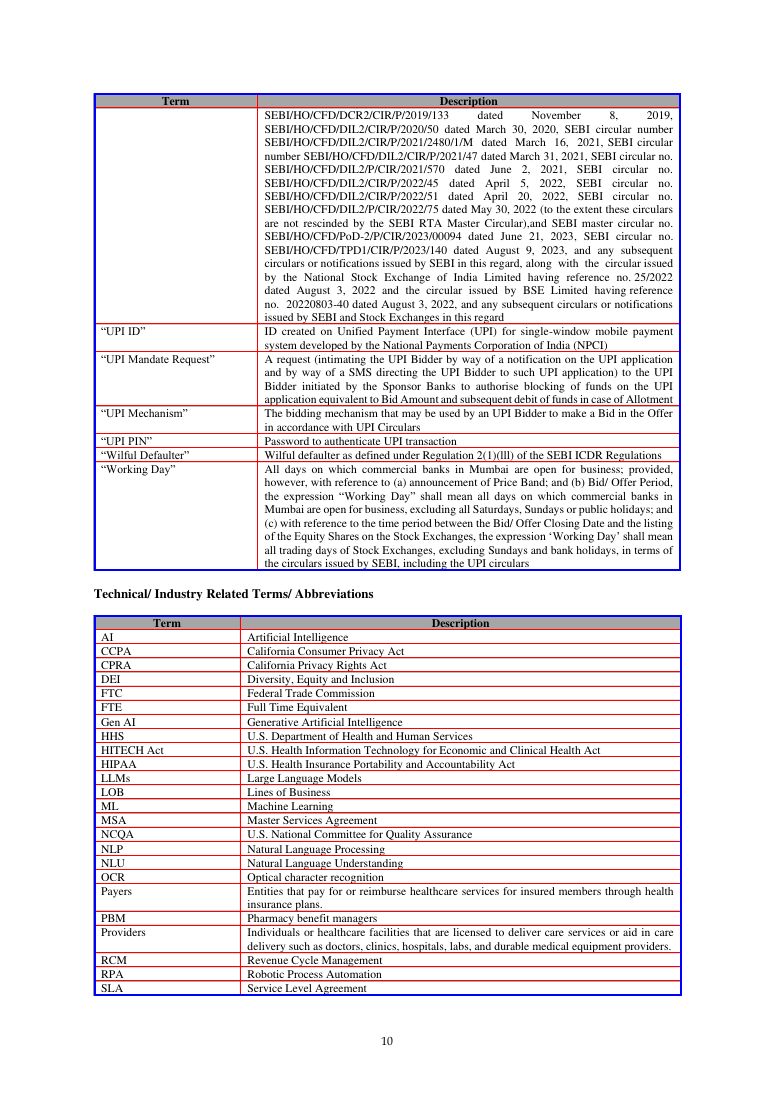 Term Description
SEBI/HO/CFD/DCR2/CIR/P/2019/133 dated November 8, 2019,
SEBI/HO/CFD/DIL2/CIR/P/2020/50 dated March 30, 2020, SEBI circular number
SEBI/HO/CFD/DIL2/CIR/P/2021/2480/1/M dated March 16, 2021, SEBI circular
number SEBI/HO/CFD/DIL2/CIR/P/2021/47 dated March 31, 2021, SEBI circular no.
SEBI/HO/CFD/DIL2/P/CIR/2021/570 dated June 2, 2021, SEBI circular no.
SEBI/HO/CFD/DIL2/CIR/P/2022/45 dated April 5, 2022, SEBI circular no.
SEBI/HO/CFD/DIL2/CIR/P/2022/51 dated April 20, 2022, SEBI circular no.
SEBI/HO/CFD/DIL2/P/CIR/2022/75 dated May 30, 2022 (to the extent these circulars
are not rescinded by the SEBI RTA Master Circular),and SEBI master circular no.
SEBI/HO/CFD/PoD-2/P/CIR/2023/00094 dated June 21, 2023, SEBI circular no.
SEBI/HO/CFD/TPD1/CIR/P/2023/140 dated August 9, 2023, and any subsequent
circulars or notifications issued by SEBI in this regard, along with the circular issued
by the National Stock Exchange of India Limited having reference no. 25/2022
dated August 3, 2022 and the circular issued by BSE Limited having reference
no. 20220803-40 dated August 3, 2022, and any subsequent circulars or notifications
issued by SEBI and Stock Exchanges in this regard
“UPI ID” ID created on Unified Payment Interface (UPI) for single-window mobile payment
system developed by the National Payments Corporation of India (NPCI)
“UPI Mandate Request” A request (intimating the UPI Bidder by way of a notification on the UPI application
and by way of a SMS directing the UPI Bidder to such UPI application) to the UPI
Bidder initiated by the Sponsor Banks to authorise blocking of funds on the UPI
application equivalent to Bid Amount and subsequent debit of funds in case of Allotment
“UPI Mechanism” The bidding mechanism that may be used by an UPI Bidder to make a Bid in the Offer
in accordance with UPI Circulars
“UPI PIN” Password to authenticate UPI transaction
“Wilful Defaulter” Wilful defaulter as defined under Regulation 2(1)(lll) of the SEBI ICDR Regulations
“Working Day” All days on which commercial banks in Mumbai are open for business; provided,
however, with reference to (a) announcement of Price Band; and (b) Bid/ Offer Period,
the expression “Working Day” shall mean all days on which commercial banks in
Mumbai are open for business, excluding all Saturdays, Sundays or public holidays; and
(c) with reference to the time period between the Bid/ Offer Closing Date and the listing
of the Equity Shares on the Stock Exchanges, the expression ‘Working Day’ shall mean
all trading days of Stock Exchanges, excluding Sundays and bank holidays, in terms of
the circulars issued by SEBI, including the UPI circulars
Technical/ Industry Related Terms/ Abbreviations
Term Description
AI Artificial Intelligence
CCPA California Consumer Privacy Act
CPRA California Privacy Rights Act
DEI Diversity, Equity and Inclusion
FTC Federal Trade Commission
FTE Full Time Equivalent
Gen AI Generative Artificial Intelligence
HHS U.S. Department of Health and Human Services
HITECH Act U.S. Health Information Technology for Economic and Clinical Health Act
HIPAA U.S. Health Insurance Portability and Accountability Act
LLMs Large Language Models
LOB Lines of Business
ML Machine Learning
MSA Master Services Agreement
NCQA U.S. National Committee for Quality Assurance
NLP Natural Language Processing
NLU Natural Language Understanding
OCR Optical character recognition
Payers Entities that pay for or reimburse healthcare services for insured members through health
insurance plans.
PBM Pharmacy benefit managers
Providers Individuals or healthcare facilities that are licensed to deliver care services or aid in care
delivery such as doctors, clinics, hospitals, labs, and durable medical equipment providers.
RCM Revenue Cycle Management
RPA Robotic Process Automation
SLA Service Level Agreement
10